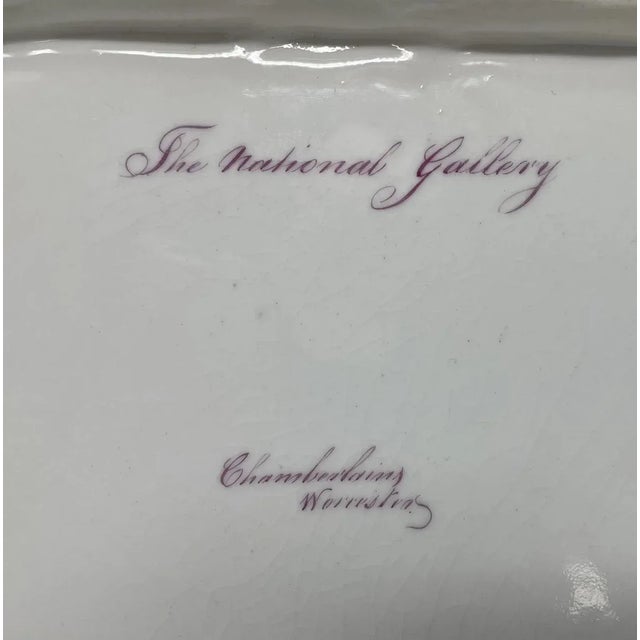 The National Gallery
Chamberlains
Worcester